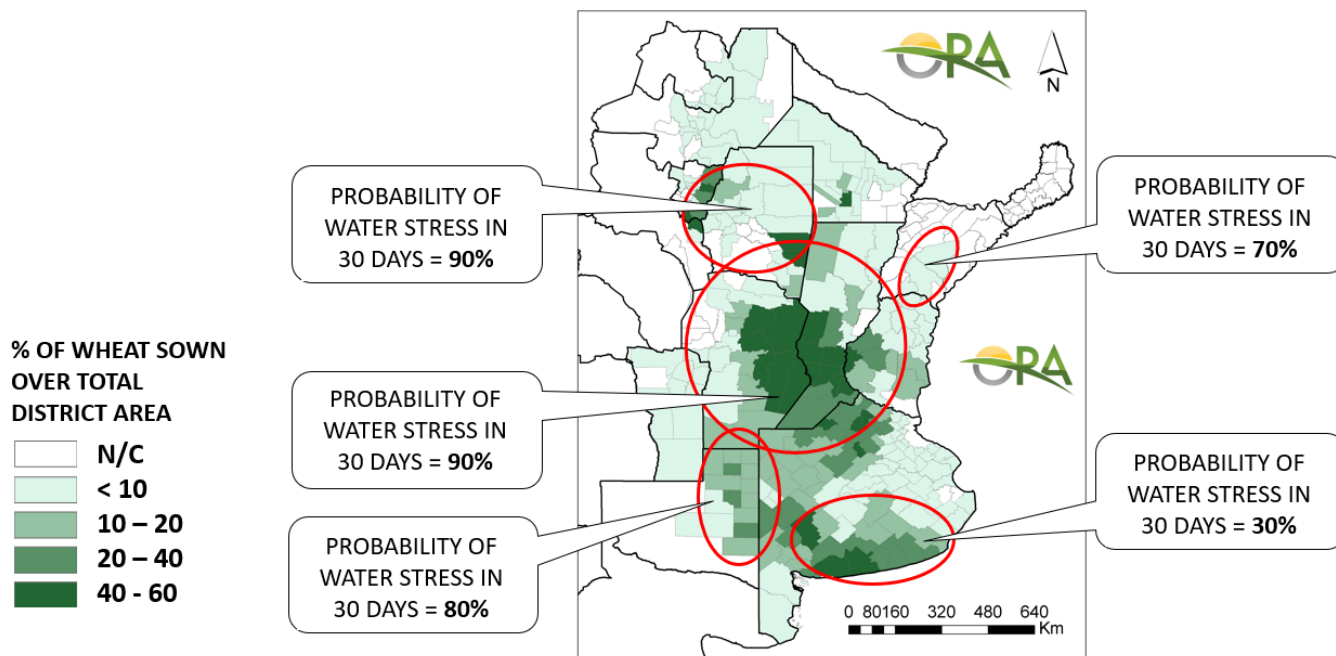 ORA
N
PROBABILITY OF
WATER STRESS IN
30 DAYS = 90%
PROBABILITY OF
WATER STRESS IN
30 DAYS = 70%
% OF WHEAT SOWN
OVER TOTAL
DISTRICT AREA
N/C
< 10
10 – 20
20 – 40
40 - 60
ORA
PROBABILITY OF
WATER STRESS IN
30 DAYS = 90%
PROBABILITY OF
WATER STRESS IN
30 DAYS = 30%
PROBABILITY OF
WATER STRESS IN
30 DAYS = 80%
0 80160 320 480 640
Km